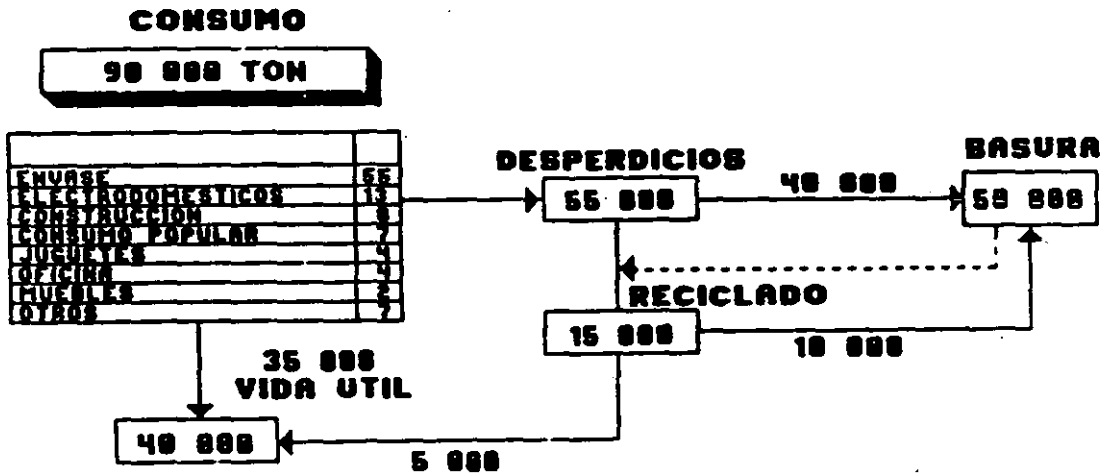 CONSUMO
90 000 TON
ENVASE 55
ELECTRODOMESTICOS 13
CONSTRUCCION
CONSUMO POPULAR
JUGUETES 4
OFICINA 4
MUEBLES 2
OTROS 7
35 000
VIDA UTIL
40 000
5 000
DESPERDICIOS
55 000
40 000
BASURA
50 000
RECICLADO
15 000
10 000